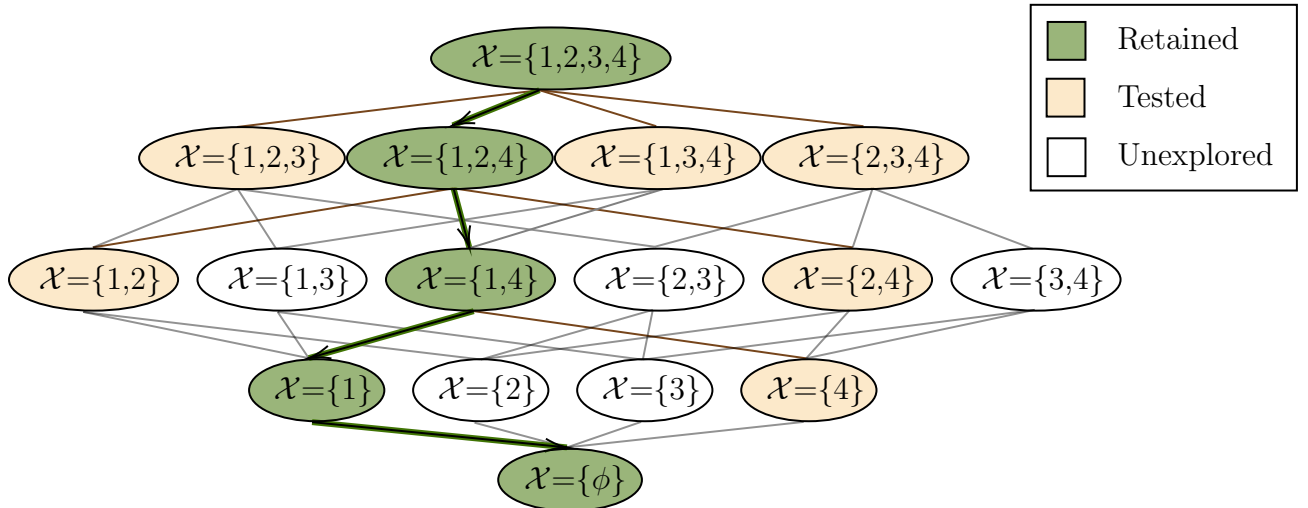 𝒳={1,2,3,4}
𝒳={1,2,3} 𝒳={1,2,4} 𝒳={1,3,4} 𝒳={2,3,4}
𝒳={1,2} 𝒳={1,3} 𝒳={1,4} 𝒳={2,3} 𝒳={2,4} 𝒳={3,4}
𝒳={1} 𝒳={2} 𝒳={3} 𝒳={4}
𝒳={ϕ}
Retained
Tested
Unexplored